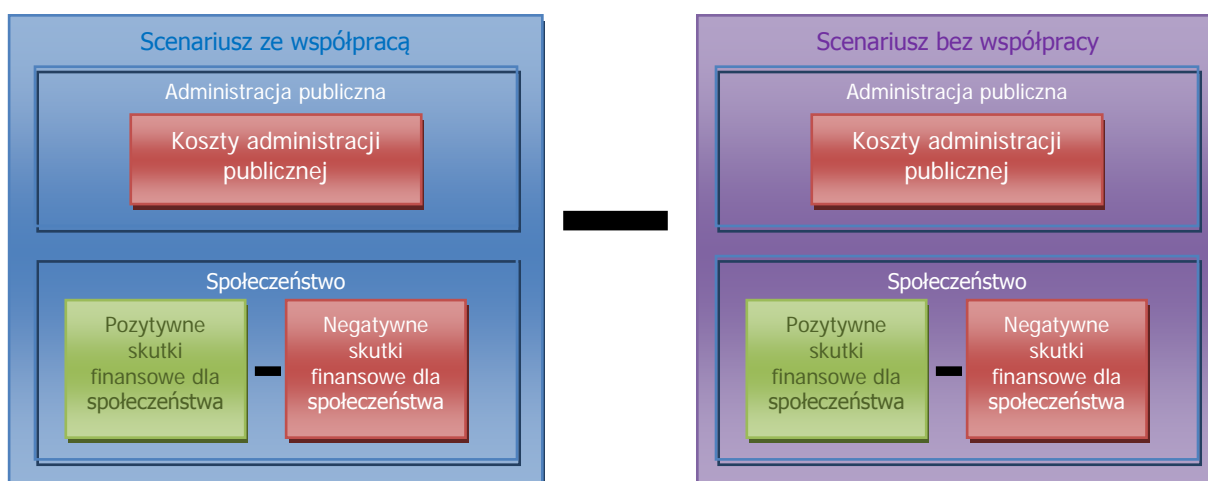 Scenariusz ze współpracą
Administracja publiczna
Koszty administracji
publicznej
Społeczeństwo
Pozytywne
skutki
finansowe dla
społeczeństwa
Negatywne
skutki
finansowe dla
społeczeństwa
Scenariusz bez współpracy
Administracja publiczna
Koszty administracji
publicznej
Społeczeństwo
Pozytywne
skutki
finansowe dla
społeczeństwa
Negatywne
skutki
finansowe dla
społeczeństwa